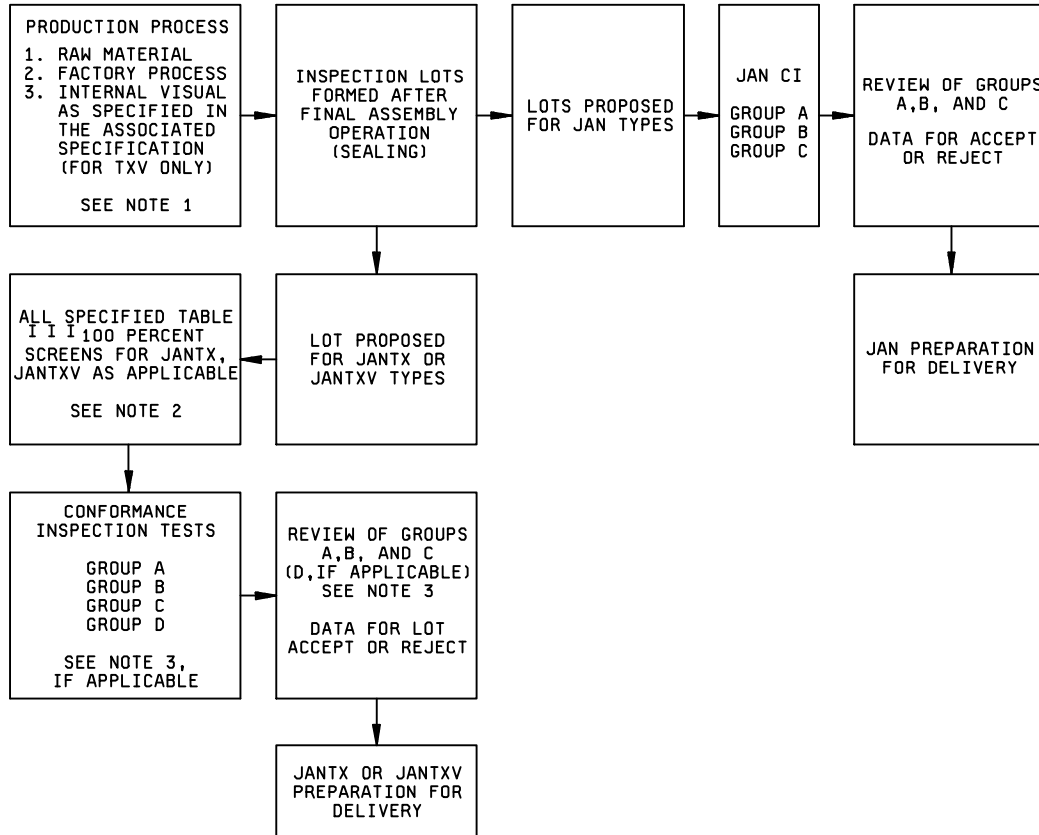 PRODUCTION PROCESS
1. RAW MATERIAL
2. FACTORY PROCESS
3. INTERNAL VISUAL
AS SPECIFIED IN
THE ASSOCIATED
SPECIFICATION
(FOR TXV ONLY)
SEE NOTE 1
INSPECTION LOTS
FORMED AFTER
FINAL ASSEMBLY
OPERATION
(SEALING)
LOTS PROPOSED
FOR JAN TYPES
JAN CI
GROUP A
GROUP B
GROUP C
REVIEW OF GROUPS
A,B, AND C
DATA FOR ACCEPT
OR REJECT
ALL SPECIFIED TABLE
I I I 100 PERCENT
SCREENS FOR JANTX,
JANTXV AS APPLICABLE
SEE NOTE 2
LOT PROPOSED
FOR JANTX OR
JANTXV TYPES
JAN PREPARATION
FOR DELIVERY
CONFORMANCE
INSPECTION TESTS
GROUP A
GROUP B
GROUP C
GROUP D
SEE NOTE 3,
IF APPLICABLE
REVIEW OF GROUPS
A,B, AND C
(D,IF APPLICABLE)
SEE NOTE 3
DATA FOR LOT
ACCEPT OR REJECT
JANTX OR JANTXV
PREPARATION FOR
DELIVERY